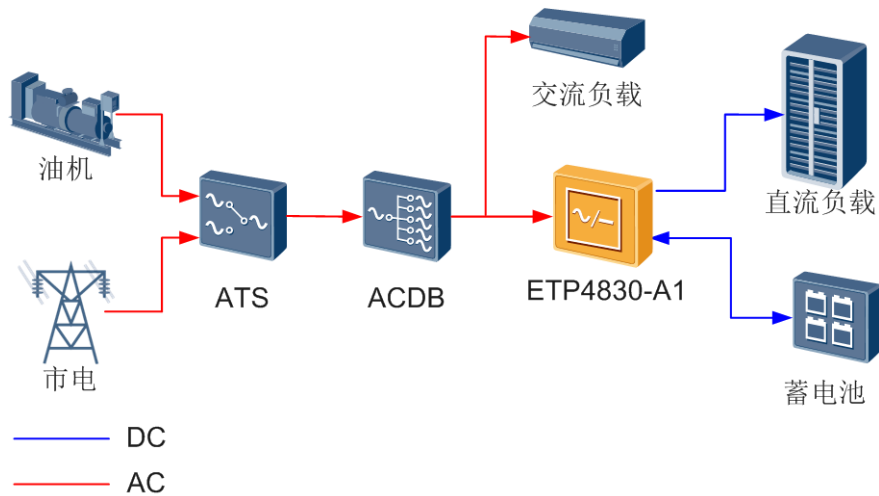 交流负载
油机
直流负载
ATS
ACDB
ETP4830-A1
市电
蓄电池
DC
AC